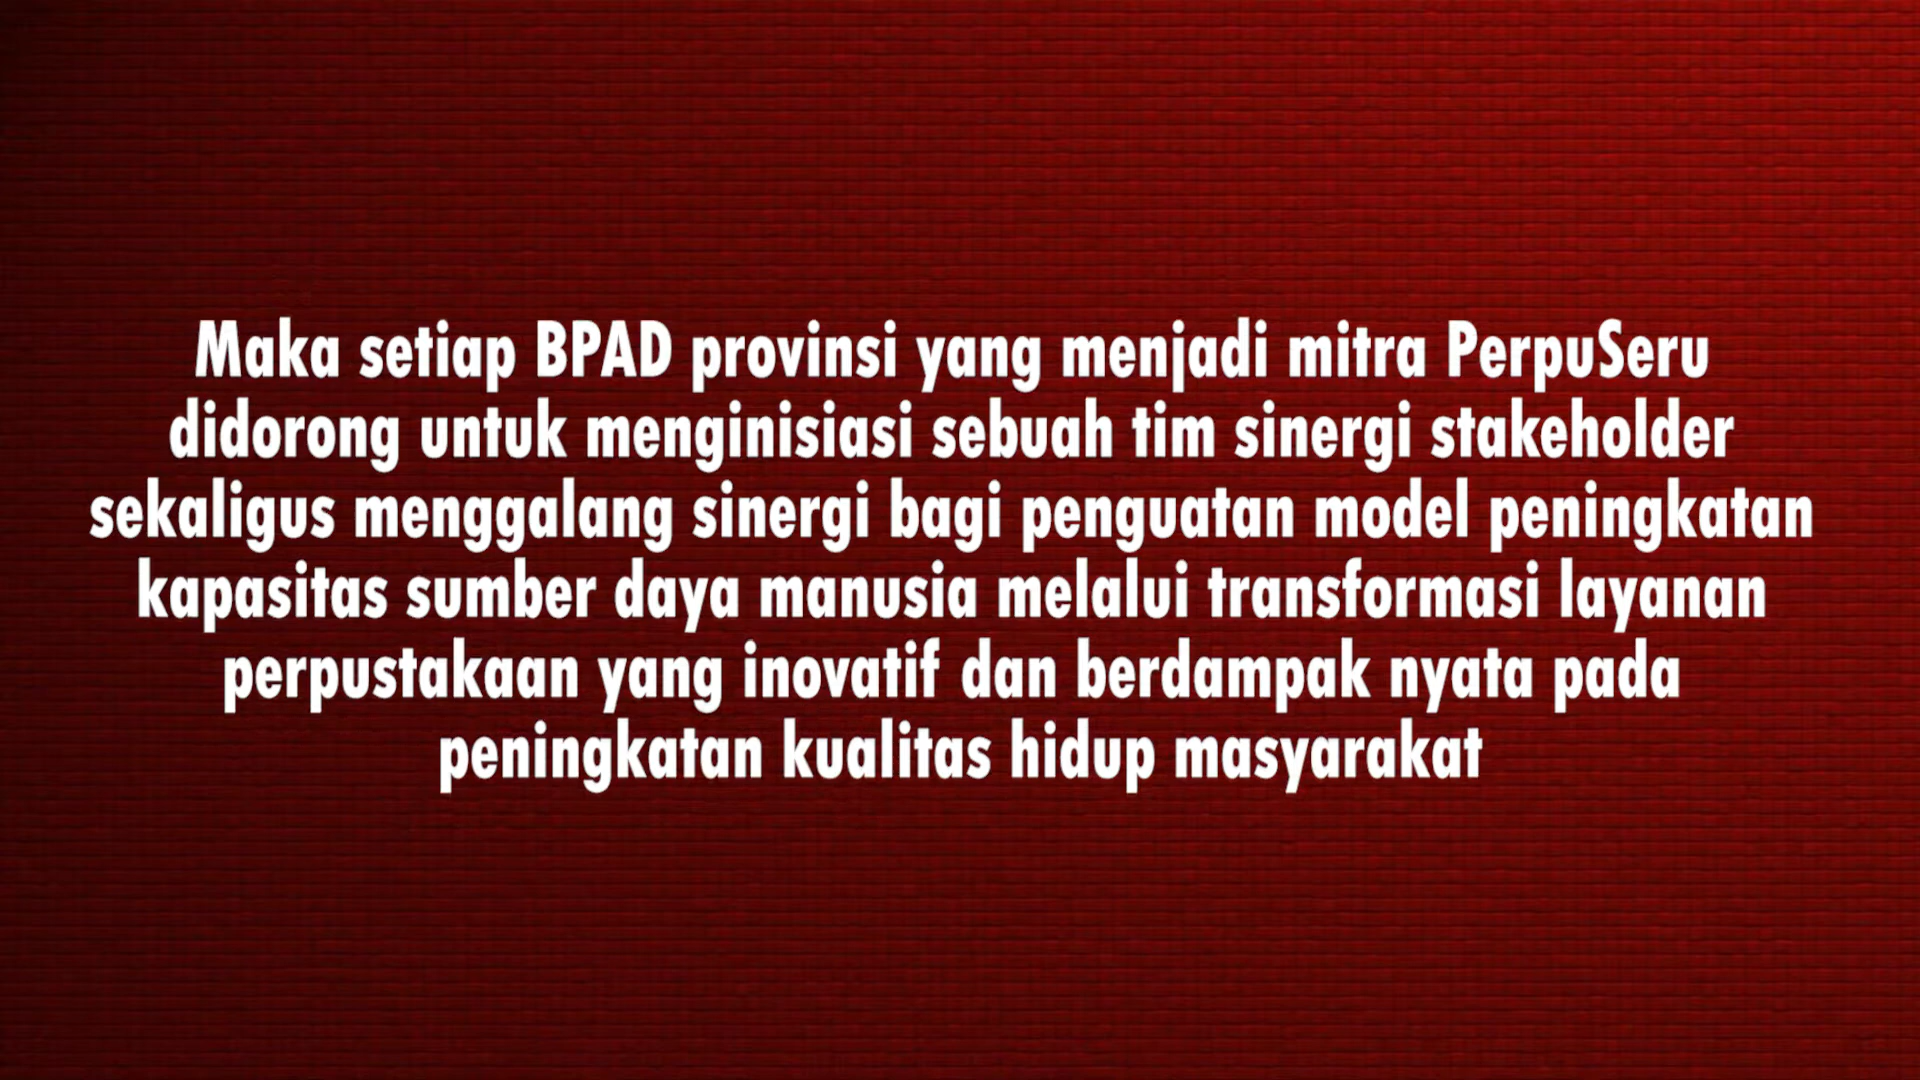 Maka setiap BPAD provinsi yang menjadi mitra PerpuSeru
didorong untuk menginisiasi sebuah tim sinergi stakeholder
sekaligus menggalang sinergi bagi penguatan model peningkatan
kapasitas sumber daya manusia melalui transformasi layanan
perpustakaan yang inovatif dan berdampak nyata pada
peningkatan kualitas hidup masyarakat